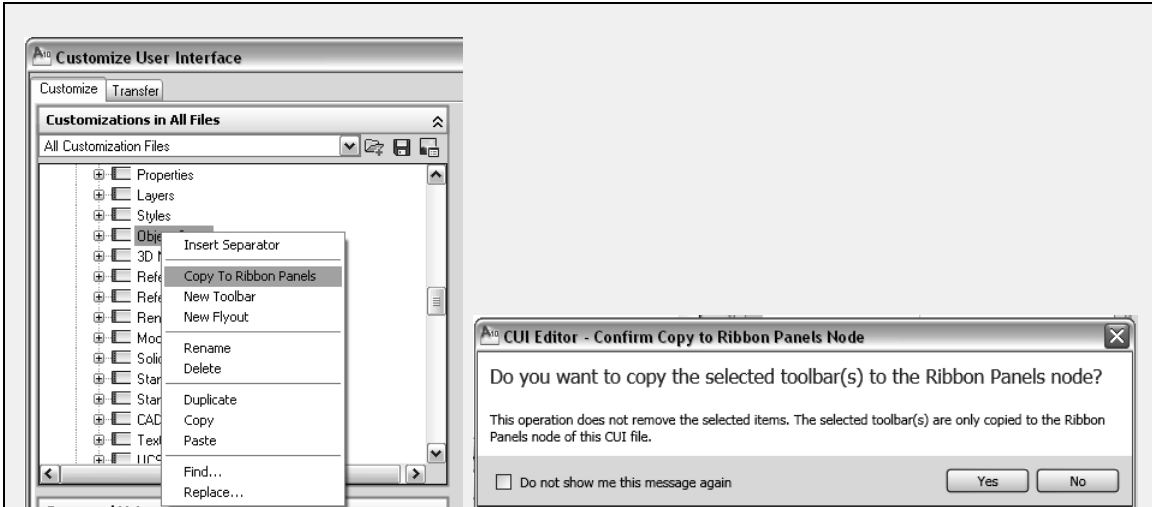 Customize User Interface
Customize Transfer
Customizations in All Files
All Customization Files
Properties
Layers
Styles
Insert Separator
Copy To Ribbon Panels
New Toolbar
New Flyout
Rename
Delete
Duplicate
Copy
Paste
Find...
Replace...
CUI Editor - Confirm Copy to Ribbon Panels Node
Do you want to copy the selected toolbar(s) to the Ribbon Panels node?
This operation does not remove the selected items. The selected toolbar(s) are only copied to the Ribbon
Panels node of this CUI file.
Do not show me this message again
Yes No